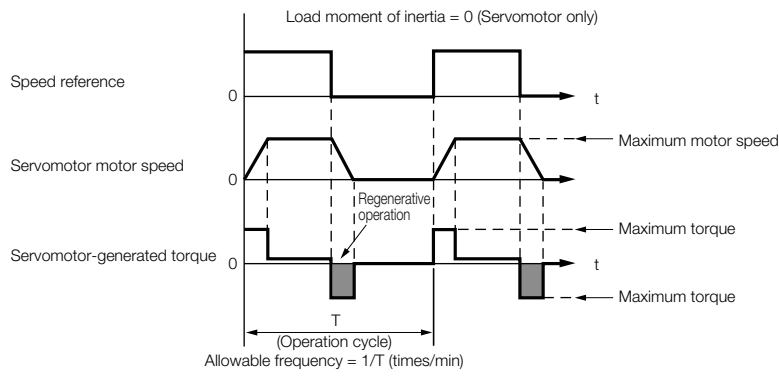 Load moment of inertia = 0 (Servomotor only)
Speed reference
0
t
Maximum motor speed
Servomotor motor speed
0
Regenerative
operation
Maximum torque
Servomotor-generated torque
0
t
Maximum torque
T
(Operation cycle)
Allowable frequency = 1/T (times/min)